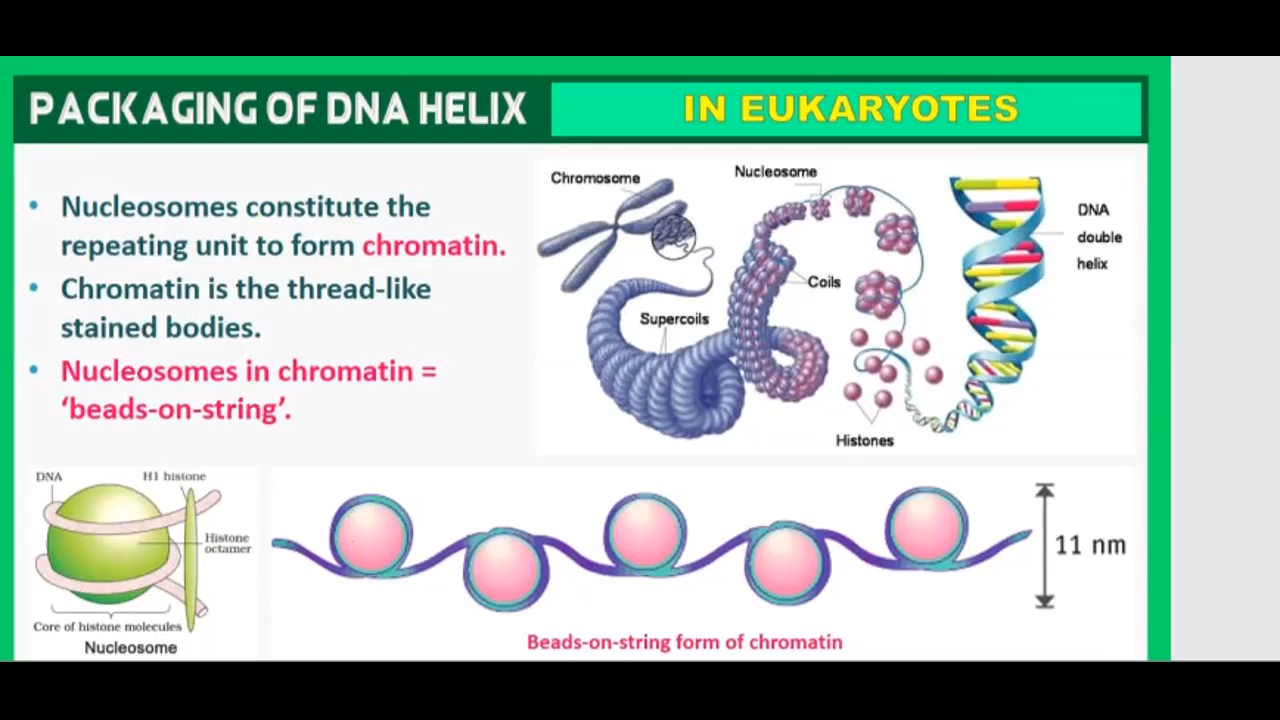 PACKAGING OF DNA HELIX
IN EUKARYOTES
• Nucleosomes constitute the
repeating unit to form chromatin.
• Chromatin is the thread-like
stained bodies.
• Nucleosomes in chromatin =
‘beads-on-string’.
Chromosome
Nucleosome
DNA
double
helix
Coils
Supercoils
Histones
DNA
H1 histone
Histone
octamer
Core of histone molecules
Nucleosome
11 nm
Beads-on-string form of chromatin